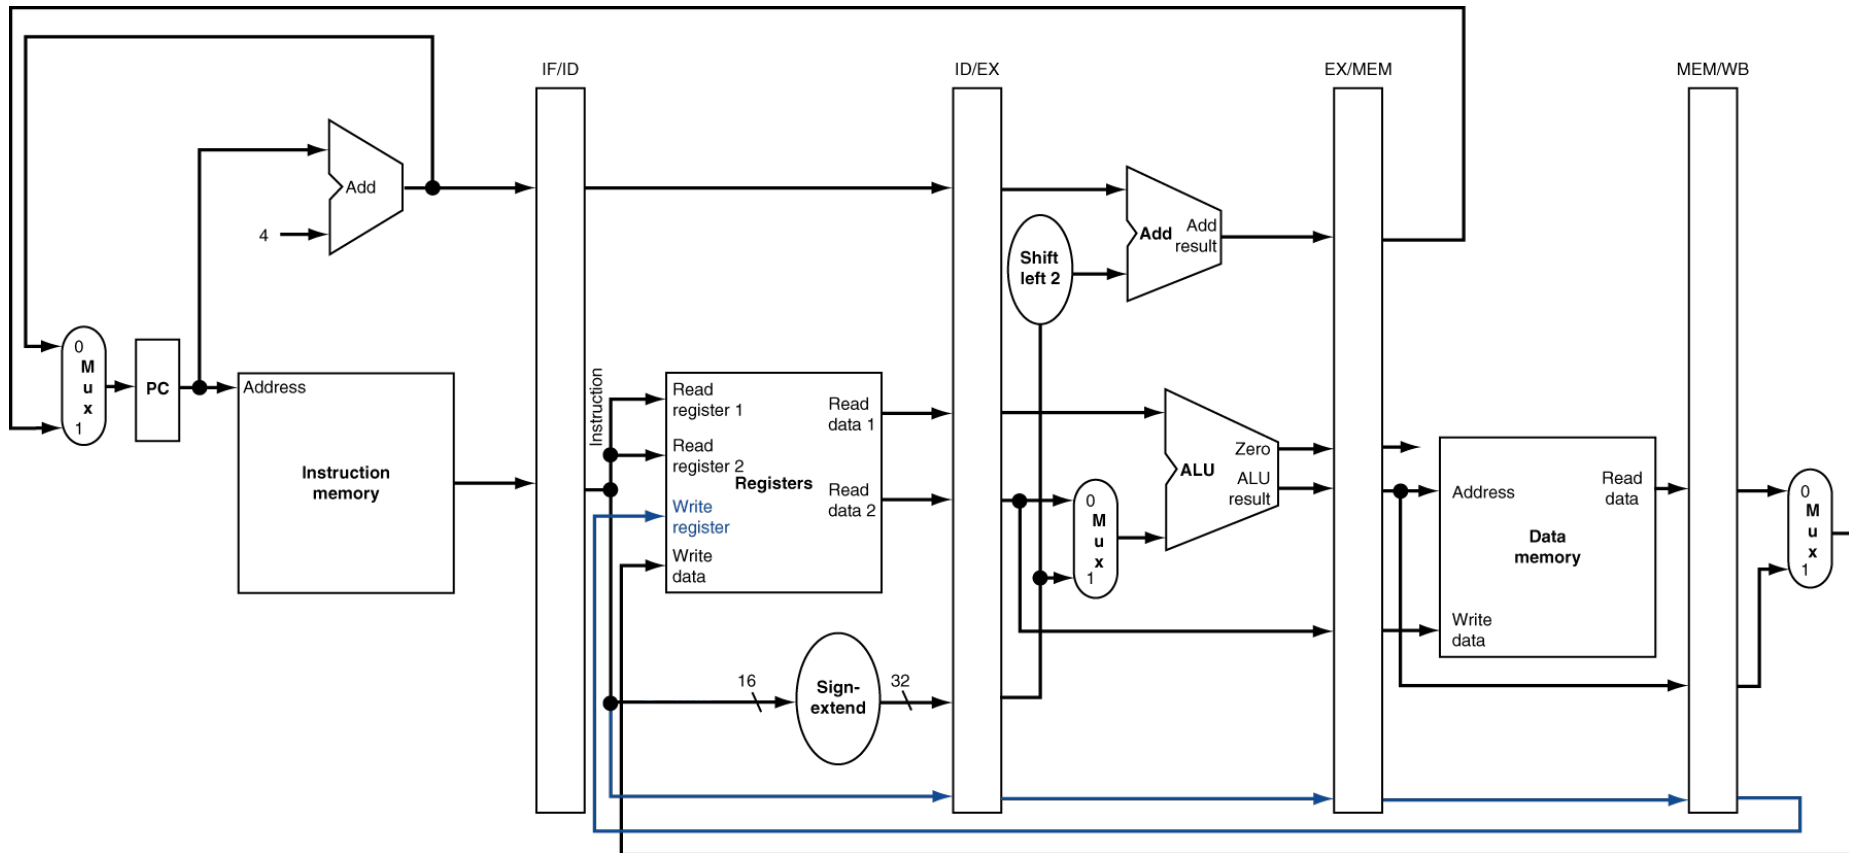 IF/ID
ID/EX
EX/MEM
MEM/WB
Add
4
Add
Add
result
Shift
left 2
0
M
u
x
1
PC
Address
Instruction
memory
Instruction
Read
register 1
Read
register 2
Write
register
Write
data
Registers
Read
data 1
Read
data 2
16
Sign-
extend
32
0
M
u
x
1
ALU
Zero
ALU
result
Address
Read
data
Data
memory
Write
data
0
M
u
x
1